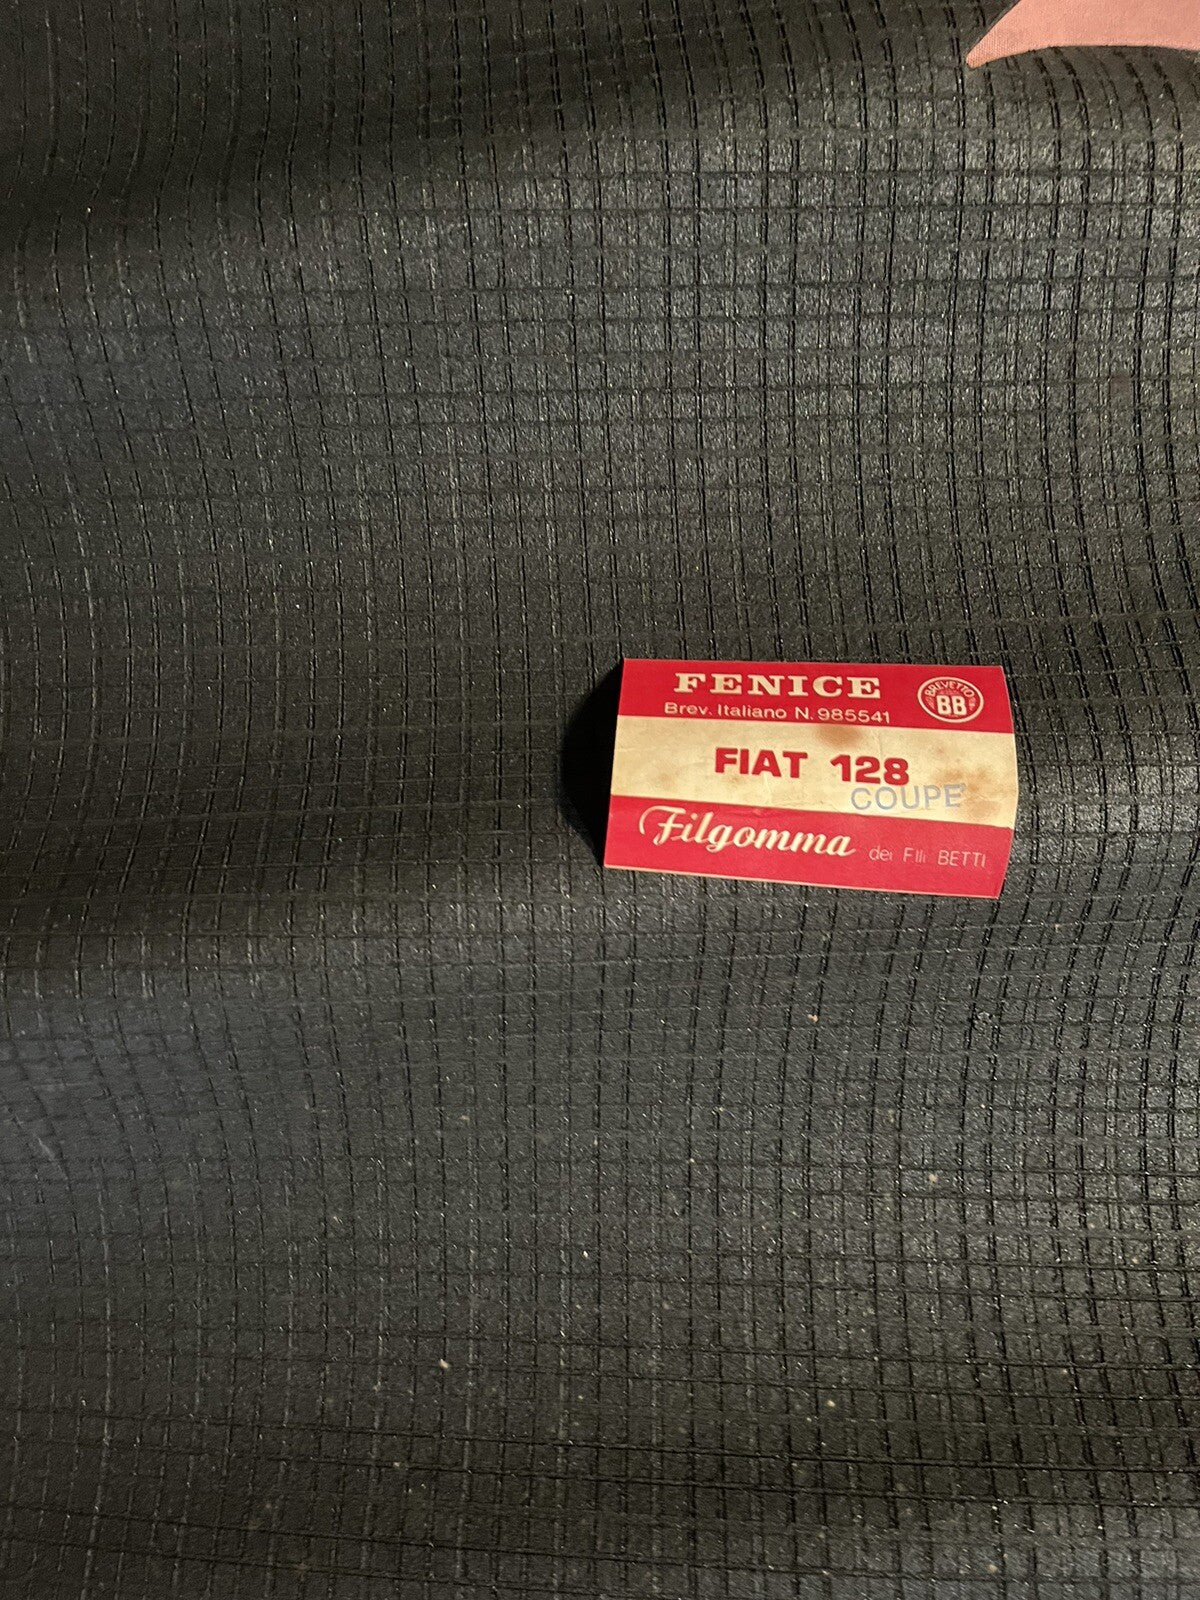 FENICE
Brev. Italiano N. 985541
BREVETTO
BB
FIAT 128
COUPE
Filgomma dei F.lli BETTI